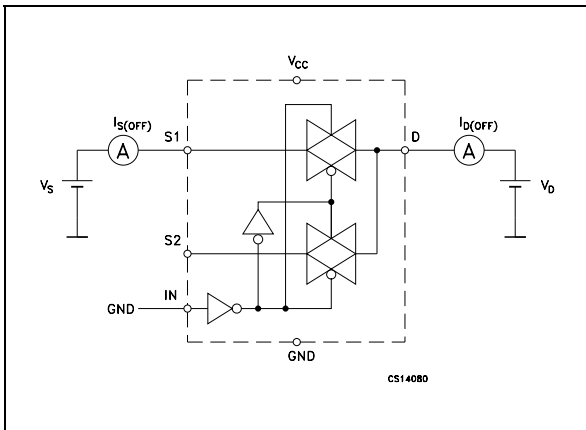 VCC
IS(OFF)
S1
D
ID(OFF)
A
A
VS
VD
S2
IN
GND
GND
CS14080